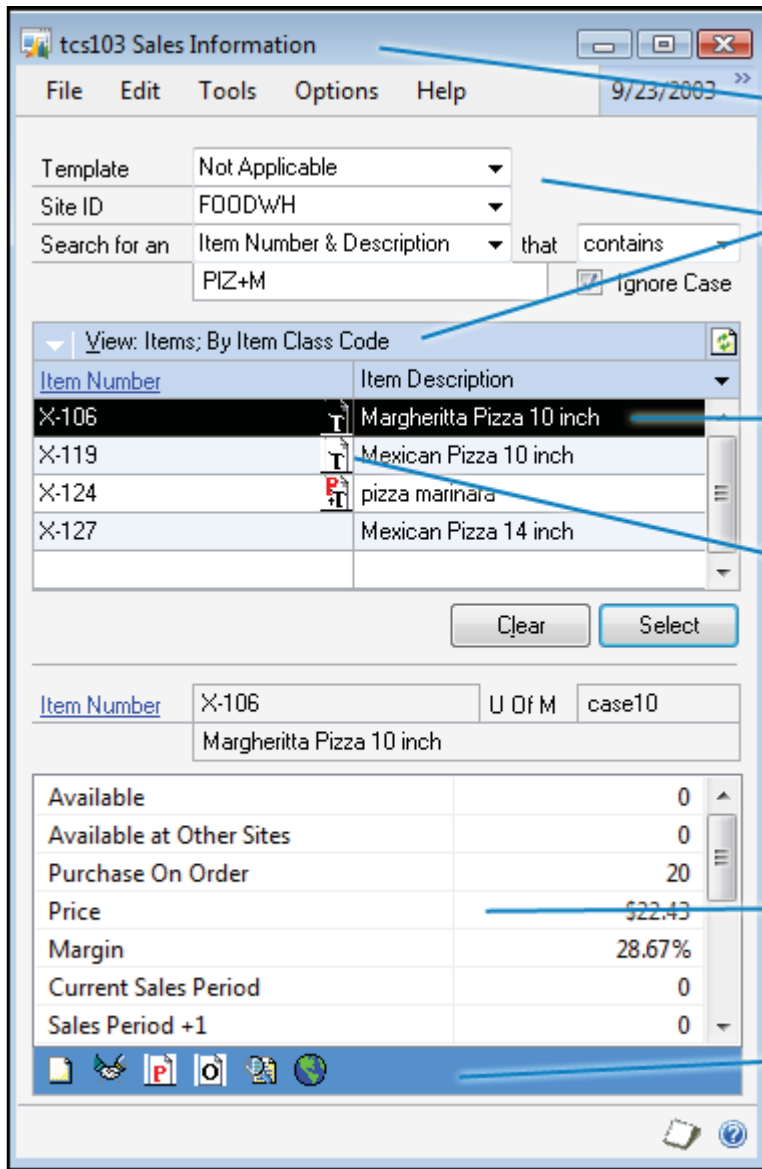 tcs103 Sales Information
File Edit Tools Options Help 9/23/2003 »
Template Not Applicable
Site ID FOODWH
Search for an Item Number & Description that contains
PIZ+M Ignore Case
View: Items; By Item Class Code
Item Number Item Description
X-106 T Margheritta Pizza 10 inch
X-119 T Mexican Pizza 10 inch
X-124 P+T pizza marinara
X-127 Mexican Pizza 14 inch
Clear Select
Item Number X-106 U Of M case10
Margheritta Pizza 10 inch
Available 0
Available at Other Sites 0
Purchase On Order 20
Price $22.43
Margin 28.67%
Current Sales Period 0
Sales Period +1 0
P O
?